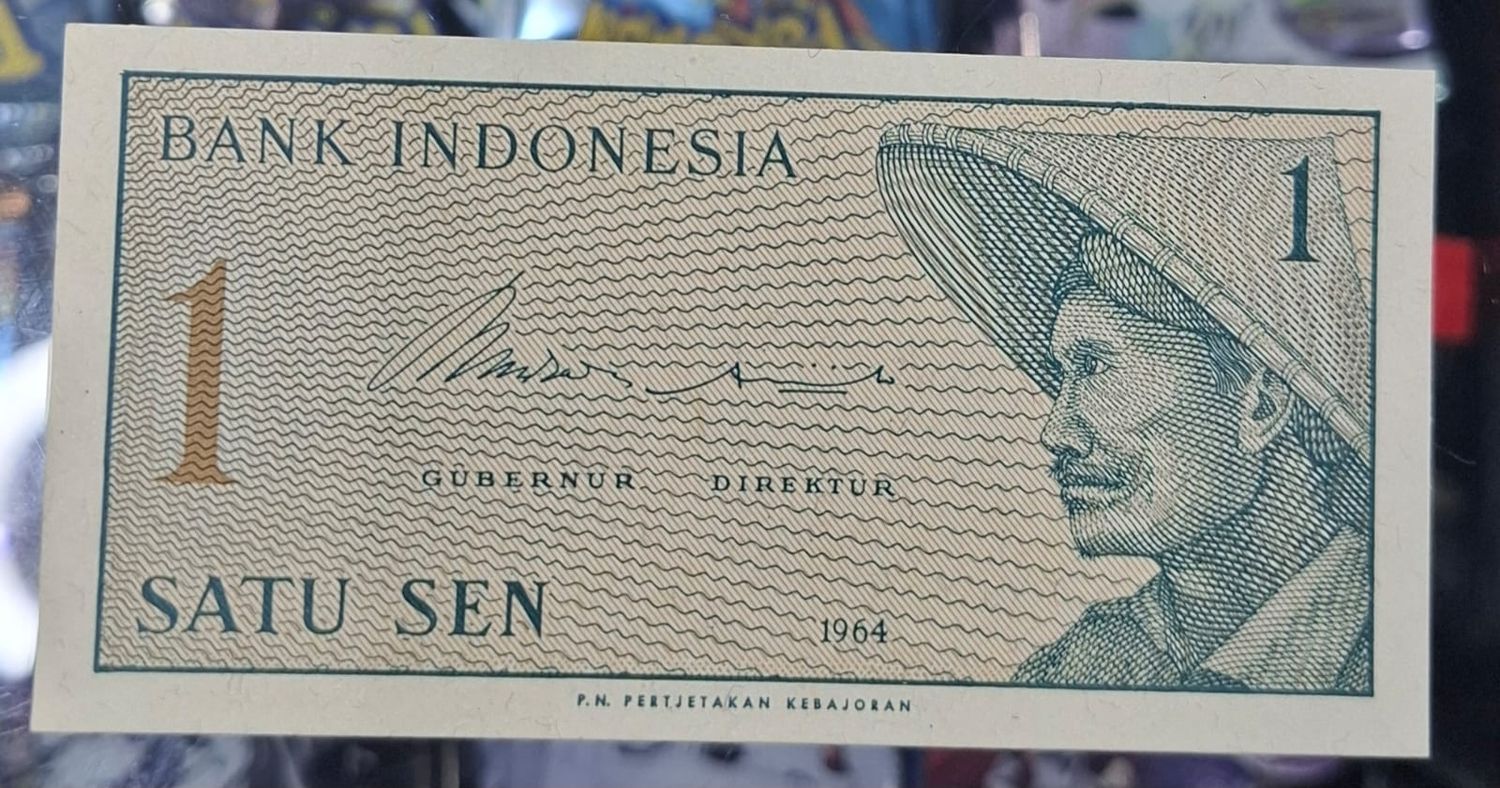 BANK INDONESIA
1
1
GUBERNUR DIREKTUR
SATU SEN
1964
P.N. PERTJETAKAN KEBAJORAN